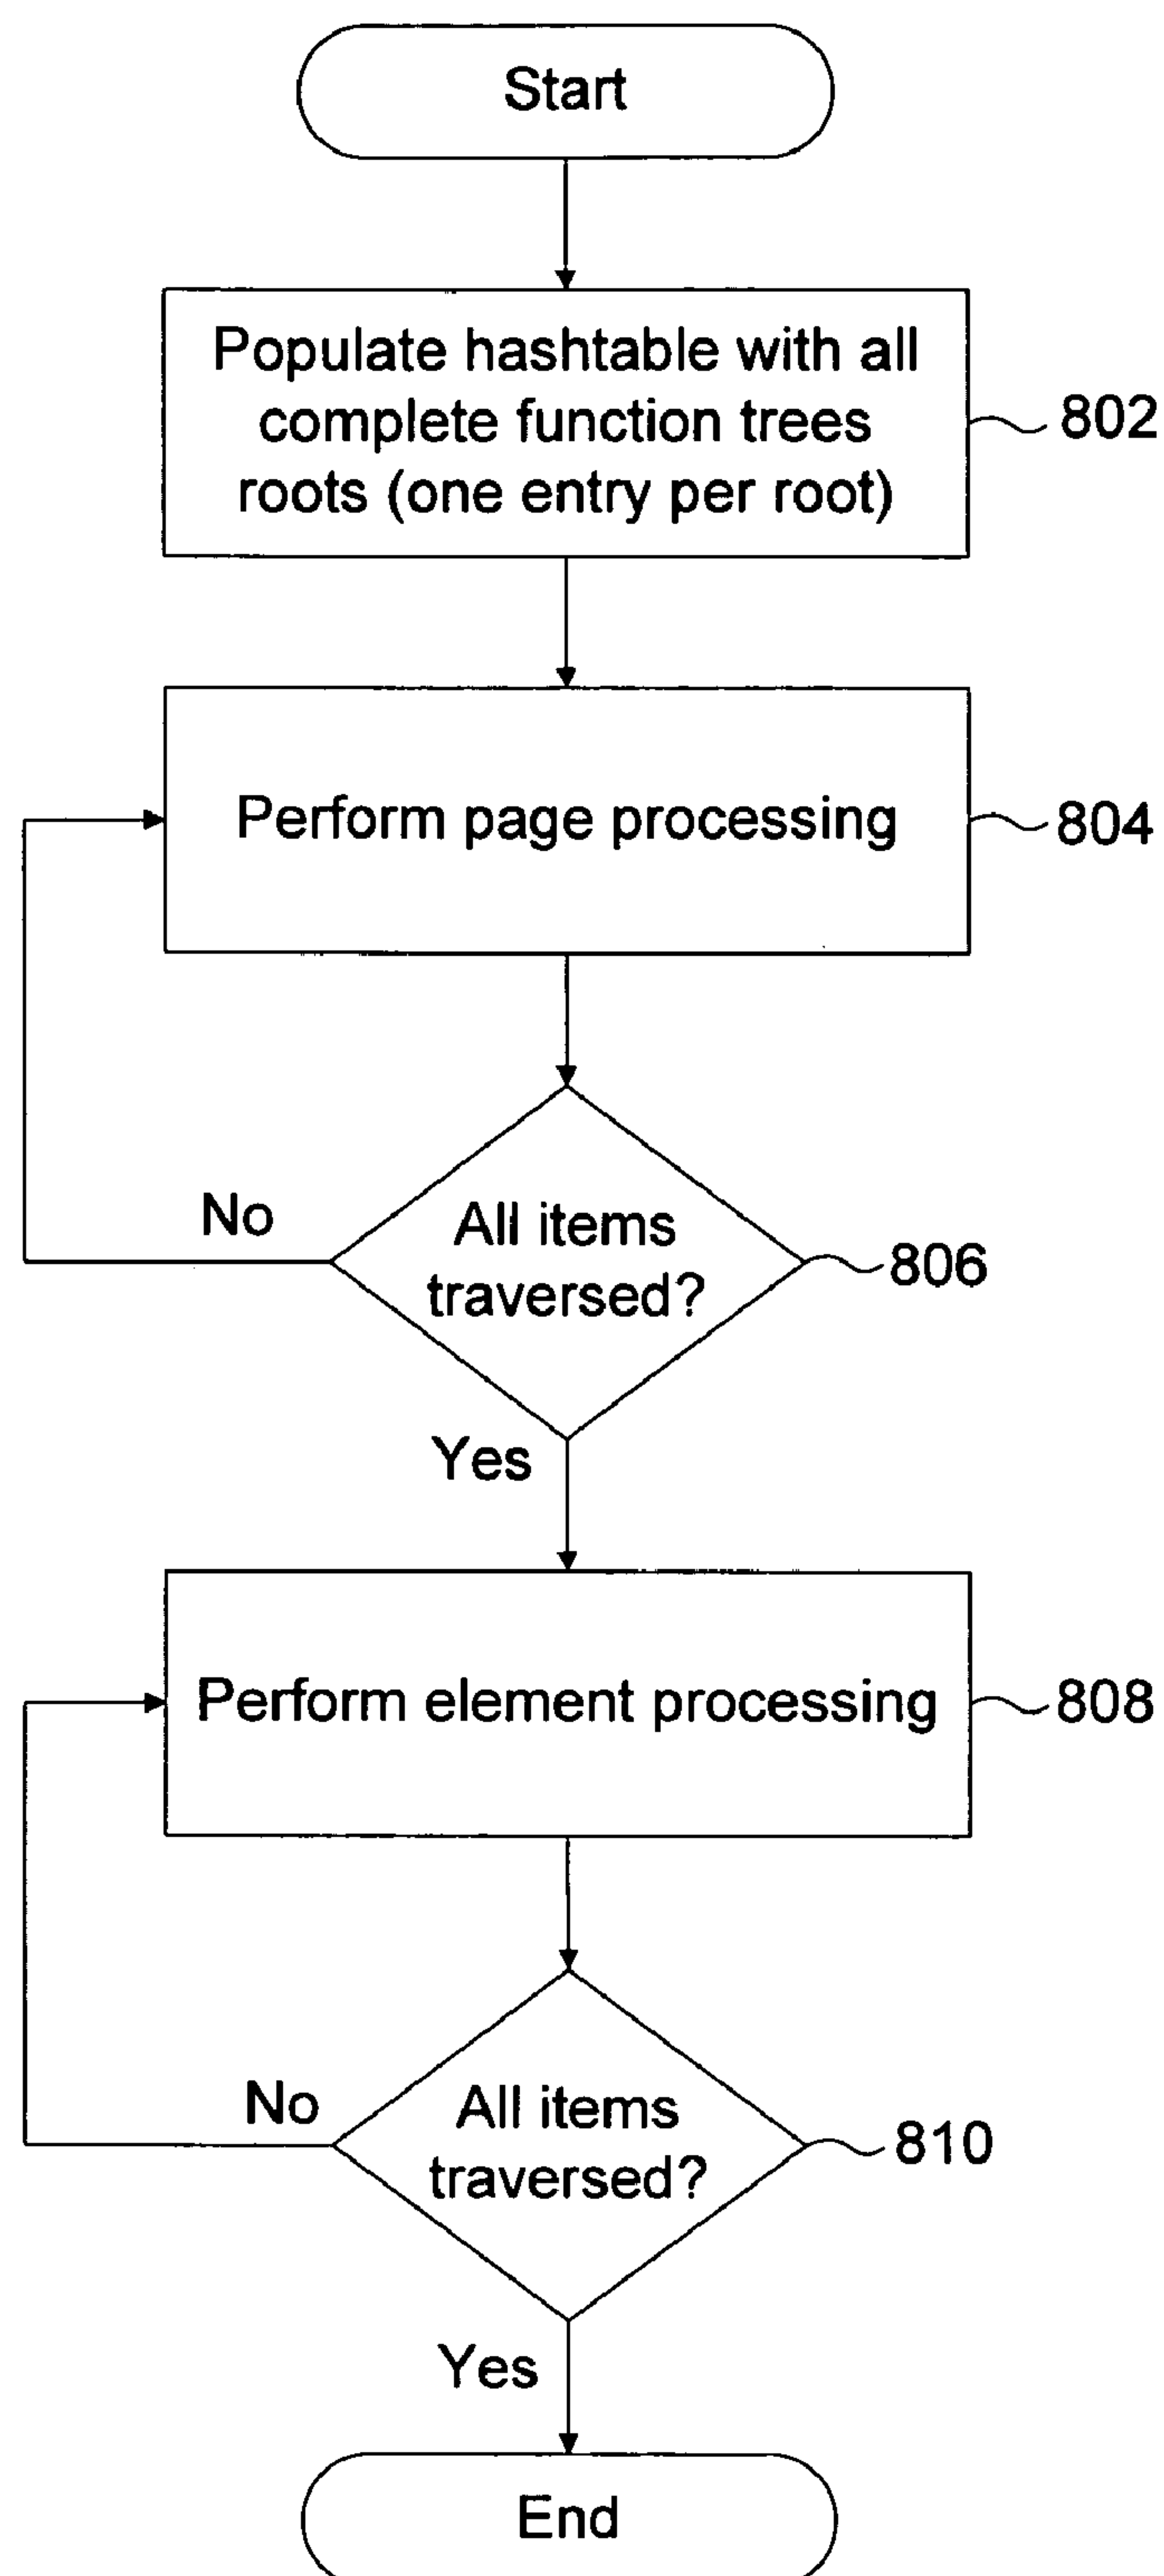 Start
Populate hashtable with all
complete function trees
roots (one entry per root)
802
Perform page processing
804
No
All items
traversed?
806
Yes
Perform element processing
808
No
All items
traversed?
810
Yes
End